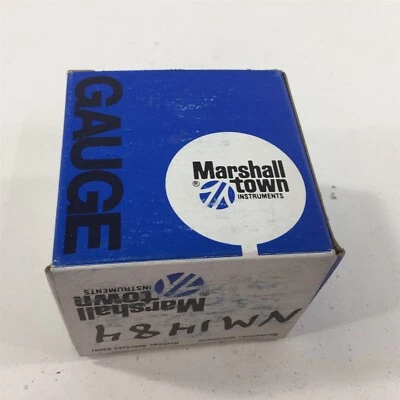 GAUGE
Marshall
town
®
INSTRUMENTS
Marshall
town
INSTRUMENTS
NM1484